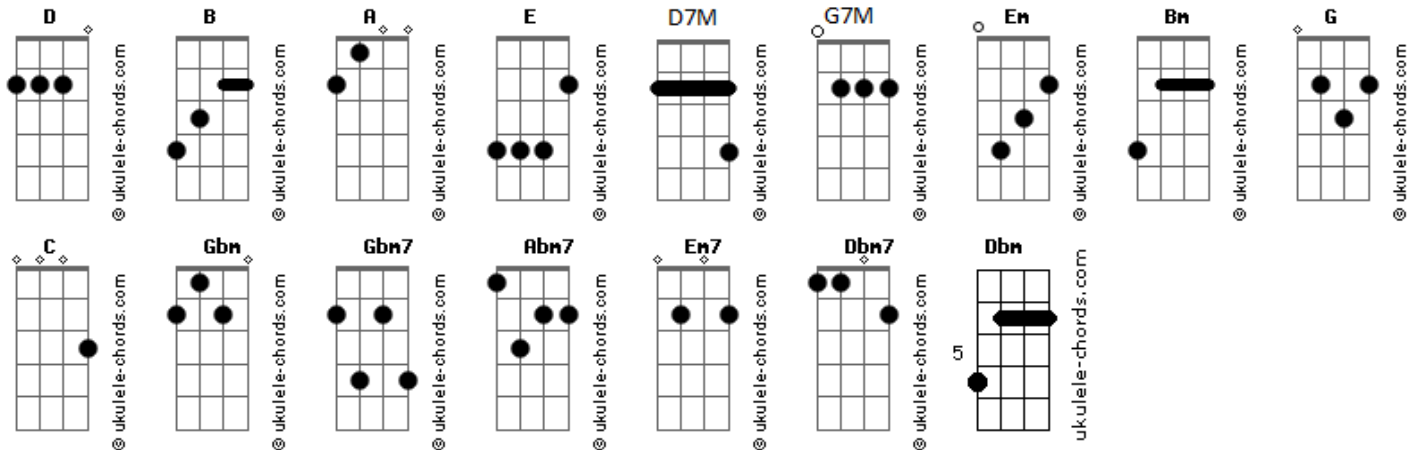 D B A E D7M G7M Em Bm G
© ukulele-chords.com © ukulele-chords.com © ukulele-chords.com © ukulele-chords.com © ukulele-chords.com © ukulele-chords.com © ukulele-chords.com © ukulele-chords.com © ukulele-chords.com
C Gbm Gbm7 Abm7 Em7 Dbm7 Dbm
5
© ukulele-chords.com © ukulele-chords.com © ukulele-chords.com © ukulele-chords.com © ukulele-chords.com © ukulele-chords.com ukulele-chords.com